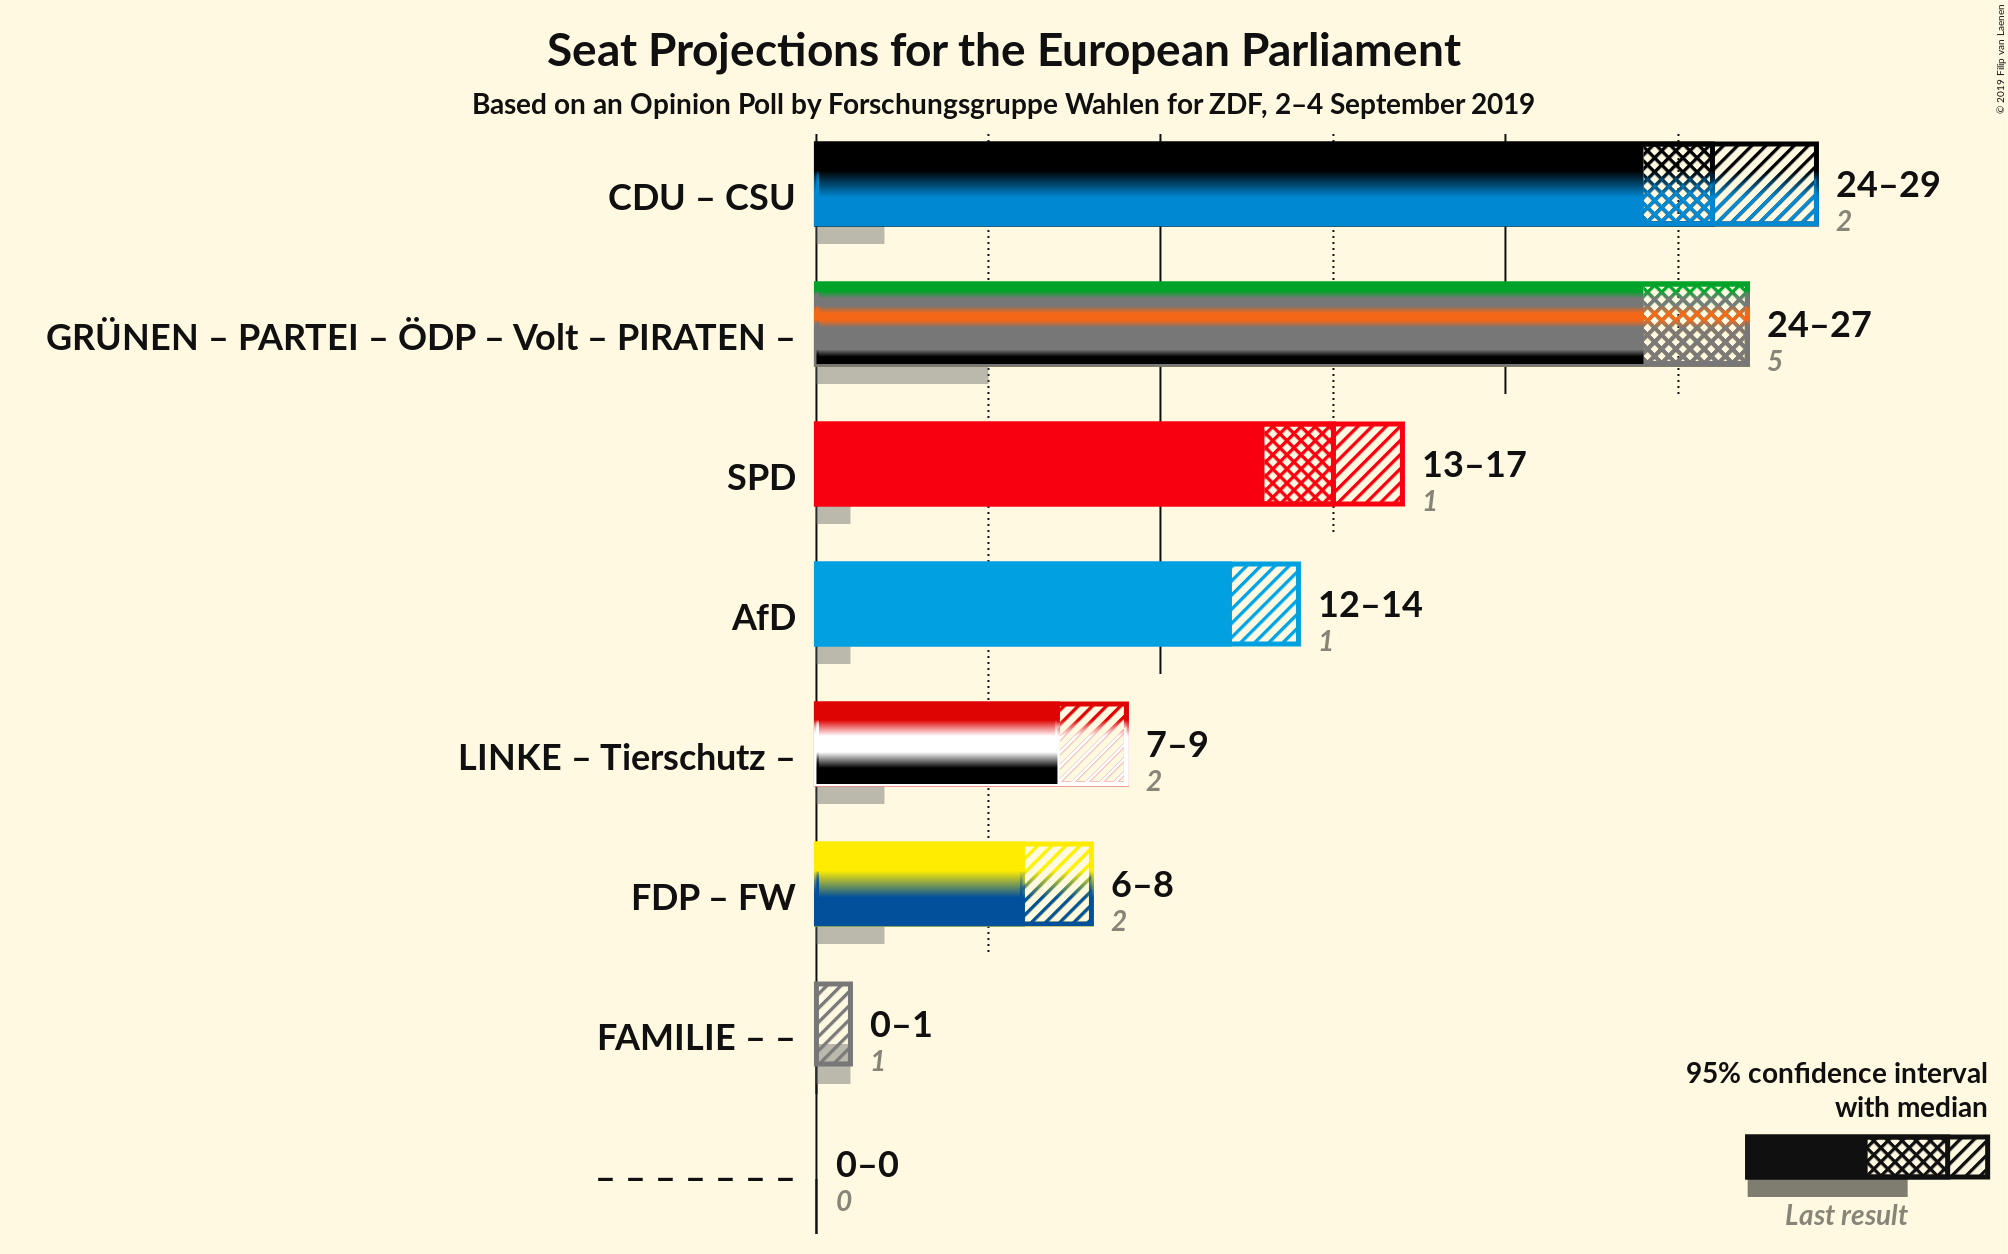 Seat Projections for the European Parliament
Based on an Opinion Poll by Forschungsgruppe Wahlen for ZDF, 2–4 September 2019
© 2019 Filip van Laenen
CDU – CSU
24–29
2
GRÜNEN – PARTEI – ÖDP – Volt – PIRATEN –
24–27
5
SPD
13–17
1
AfD
12–14
1
LINKE – Tierschutz –
7–9
2
FDP – FW
6–8
2
FAMILIE – –
0–1
1
– – – – – – –
0–0
0
95% confidence interval
with median
Last result